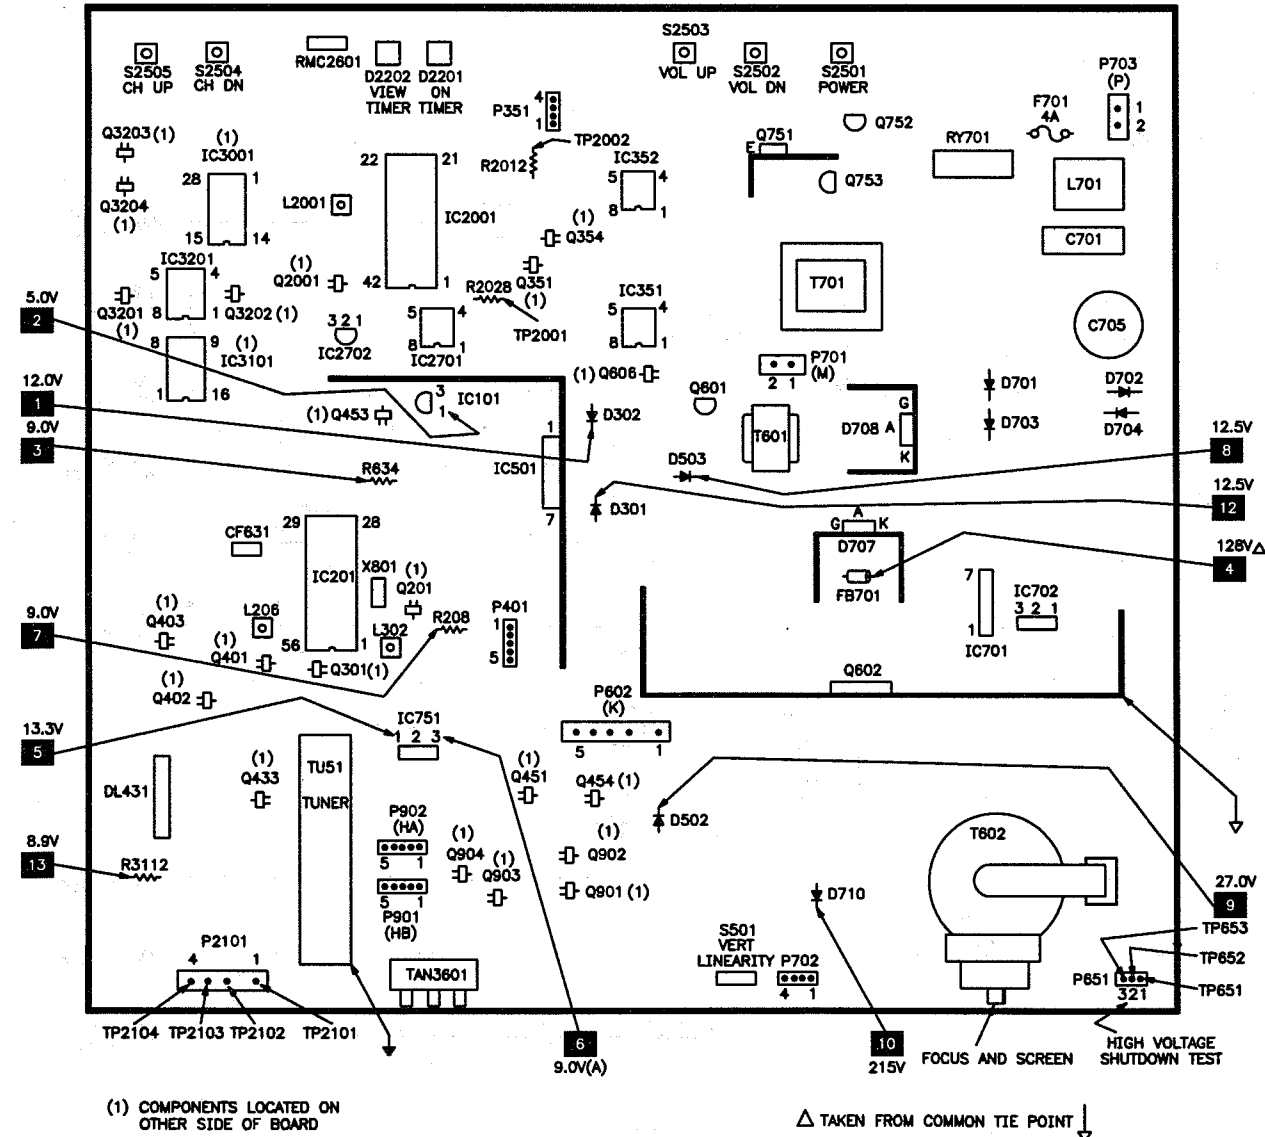 S2505
CH UP
S2504
CH DN
RMC2601
D2202
VIEW
TIMER
D2201
ON
TIMER
S2503
VOL UP
S2502
VOL DN
S2501
POWER
P703
(P)
1
2
F701
4A
P351
4
1
TP2002
Q3203 (1)
(1)
IC3001
28 1
15 14
Q3204
(1)
L2001
22 21
IC2001
42 1
R2012
Q751
E
Q752
Q753
RY701
L701
C701
IC352
5 4
8 1
(1)
Q354
IC3201
5 4
8 1
Q3201
(1)
Q3202 (1)
(1)
Q2001
Q351
(1)
R2028
TP2001
T701
C705
IC351
5 4
8 1
5.0V
2
3 2 1
IC2702
5 4
8 1
IC2701
8 9
(1)
IC3101
1 16
(1) Q606
P701
(M)
2 1
Q601
D701
D702
12.0V
1
3
1
IC101
(1) Q453
D302
T601
D708
G
A
K
D703
D704
9.0V
3
1
IC501
7
R634
D503
12.5V
8
D301
12.5V
12
CF631
29 28
IC201
56 1
X801
(1)
Q201
A
G K
D707
FB701
128V△
4
7
1
IC701
IC702
3 2 1
9.0V
7
(1)
Q403
L206
(1)
Q401
L302
R208
P401
1
5
Q301(1)
(1)
Q402
Q602
P602
(K)
5 1
13.3V
5
IC751
1 2 3
DL431
(1)
Q433
TU51
TUNER
(1)
Q451
Q454 (1)
D502
T602
P902
(HA)
5 1
(1)
Q904
(1)
Q903
(1)
Q902
Q901 (1)
8.9V
13
R3112
5 1
P901
(HB)
D710
27.0V
9
TP653
TP652
TP651
P651
321
P2101
4 1
TAN3601
S501
VERT
LINEARITY
P702
4 1
TP2104 TP2103 TP2102 TP2101
6
9.0V(A)
10
215V
FOCUS AND SCREEN
HIGH VOLTAGE
SHUTDOWN TEST
(1) COMPONENTS LOCATED ON
OTHER SIDE OF BOARD
△ TAKEN FROM COMMON TIE POINT